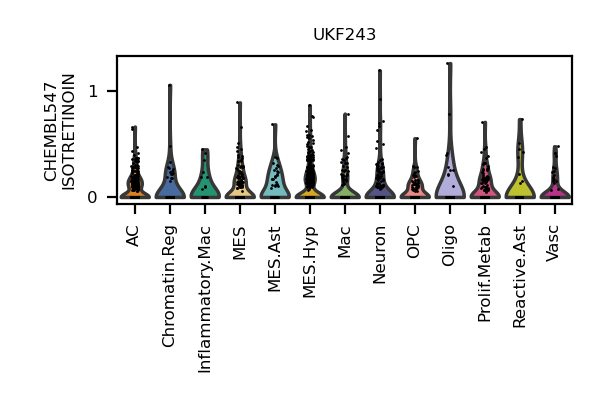 UKF243
CHEMBL547
ISOTRETINOIN
1
0
AC
Chromatin.Reg
Inflammatory.Mac
MES
MES.Ast
MES.Hyp
Mac
Neuron
OPC
Oligo
Prolif.Metab
Reactive.Ast
Vasc